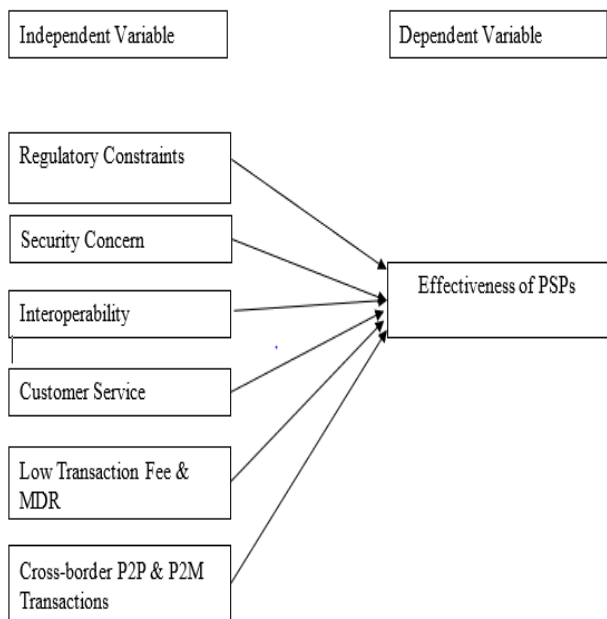 Independent Variable
Dependent Variable
Regulatory Constraints
Security Concern
Effectiveness of PSPs
Interoperability
Customer Service
Low Transaction Fee &
MDR
Cross-border P2P & P2M
Transactions